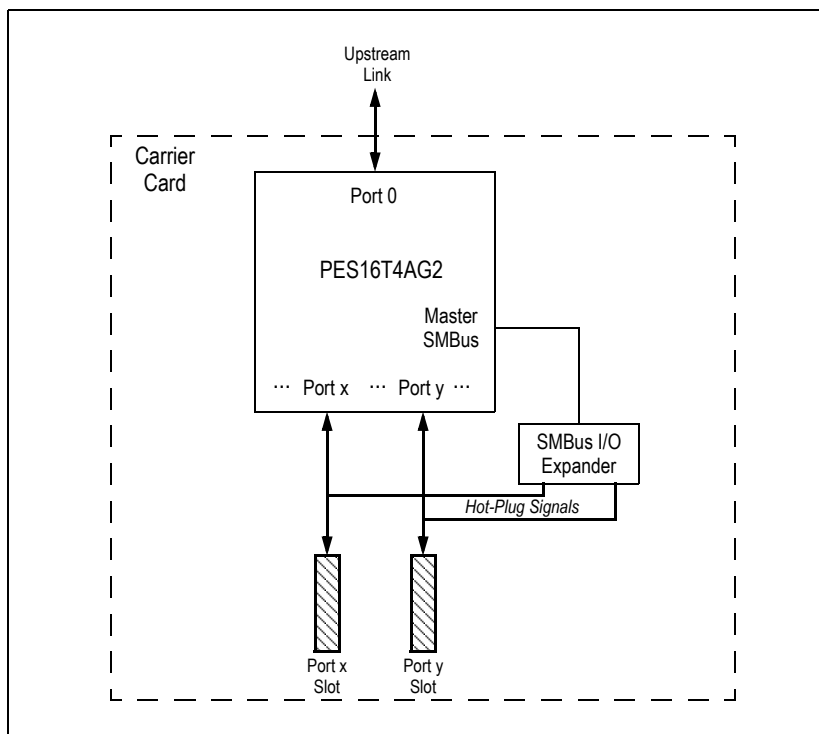 Upstream
Link
Carrier
Card
Port 0
PES16T4AG2
Master
SMBus
··· Port x ··· Port y ···
SMBus I/O
Expander
Hot-Plug Signals
Port x
Slot
Port y
Slot